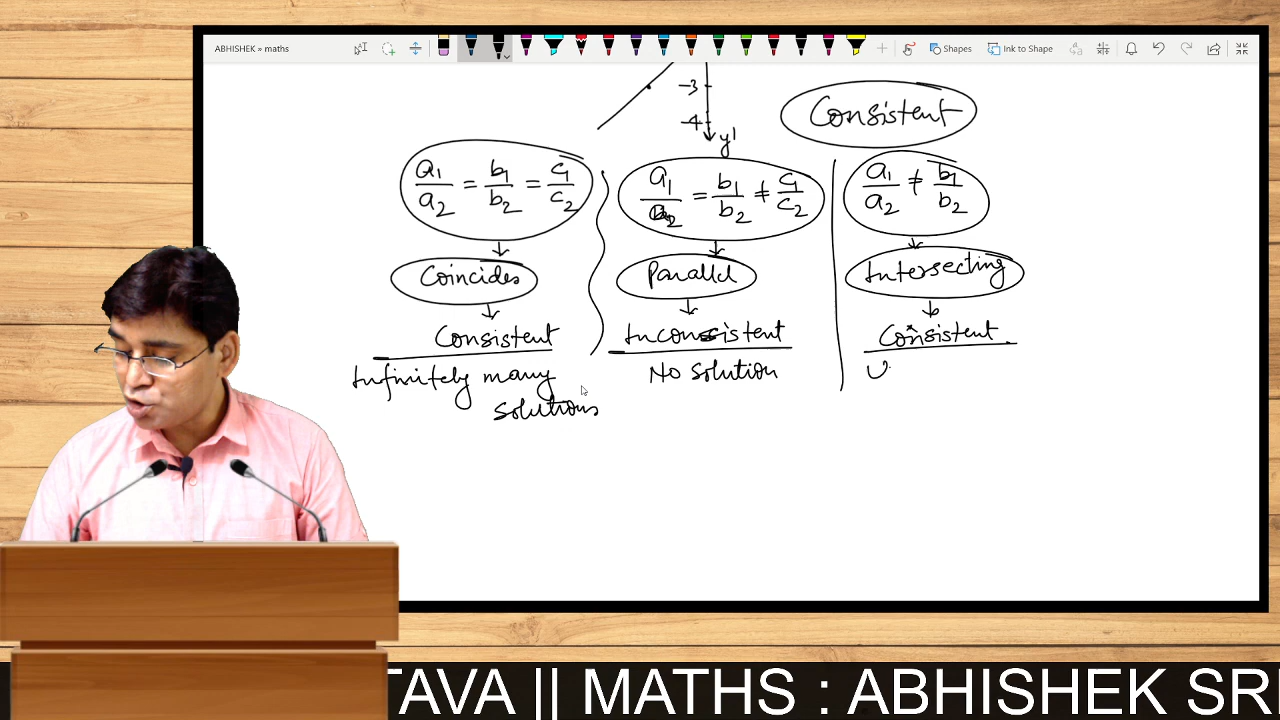 ABHISHEK » maths
Shapes
Ink to Shape
-3
-4
y'
Consistent
a1/a2 = b1/b2 = c1/c2
a1/a2 = b1/b2 ≠ c1/c2
a1/a2 ≠ b1/b2
Coincides
Parallel
Intersecting
Consistent
Inconsistent
Consistent
Infinitely many
solutions
No solution
U
TAVA || MATHS : ABHISHEK SRI